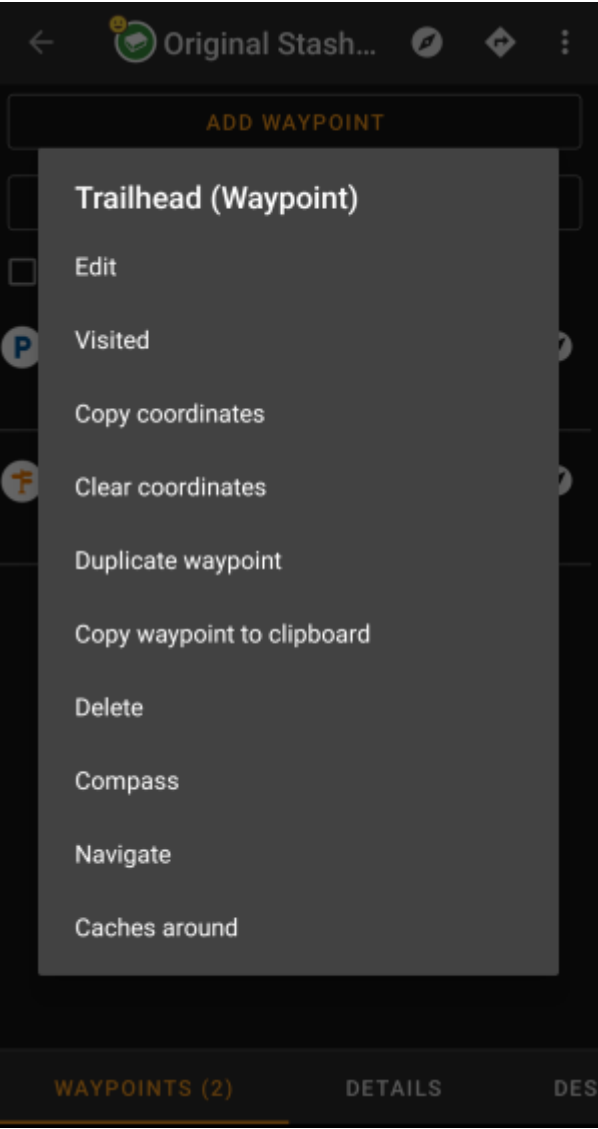 Original Stash...
ADD WAYPOINT
Trailhead (Waypoint)
Edit
Visited
P
Copy coordinates
Clear coordinates
Duplicate waypoint
Copy waypoint to clipboard
Delete
Compass
Navigate
Caches around
WAYPOINTS (2) DETAILS DES